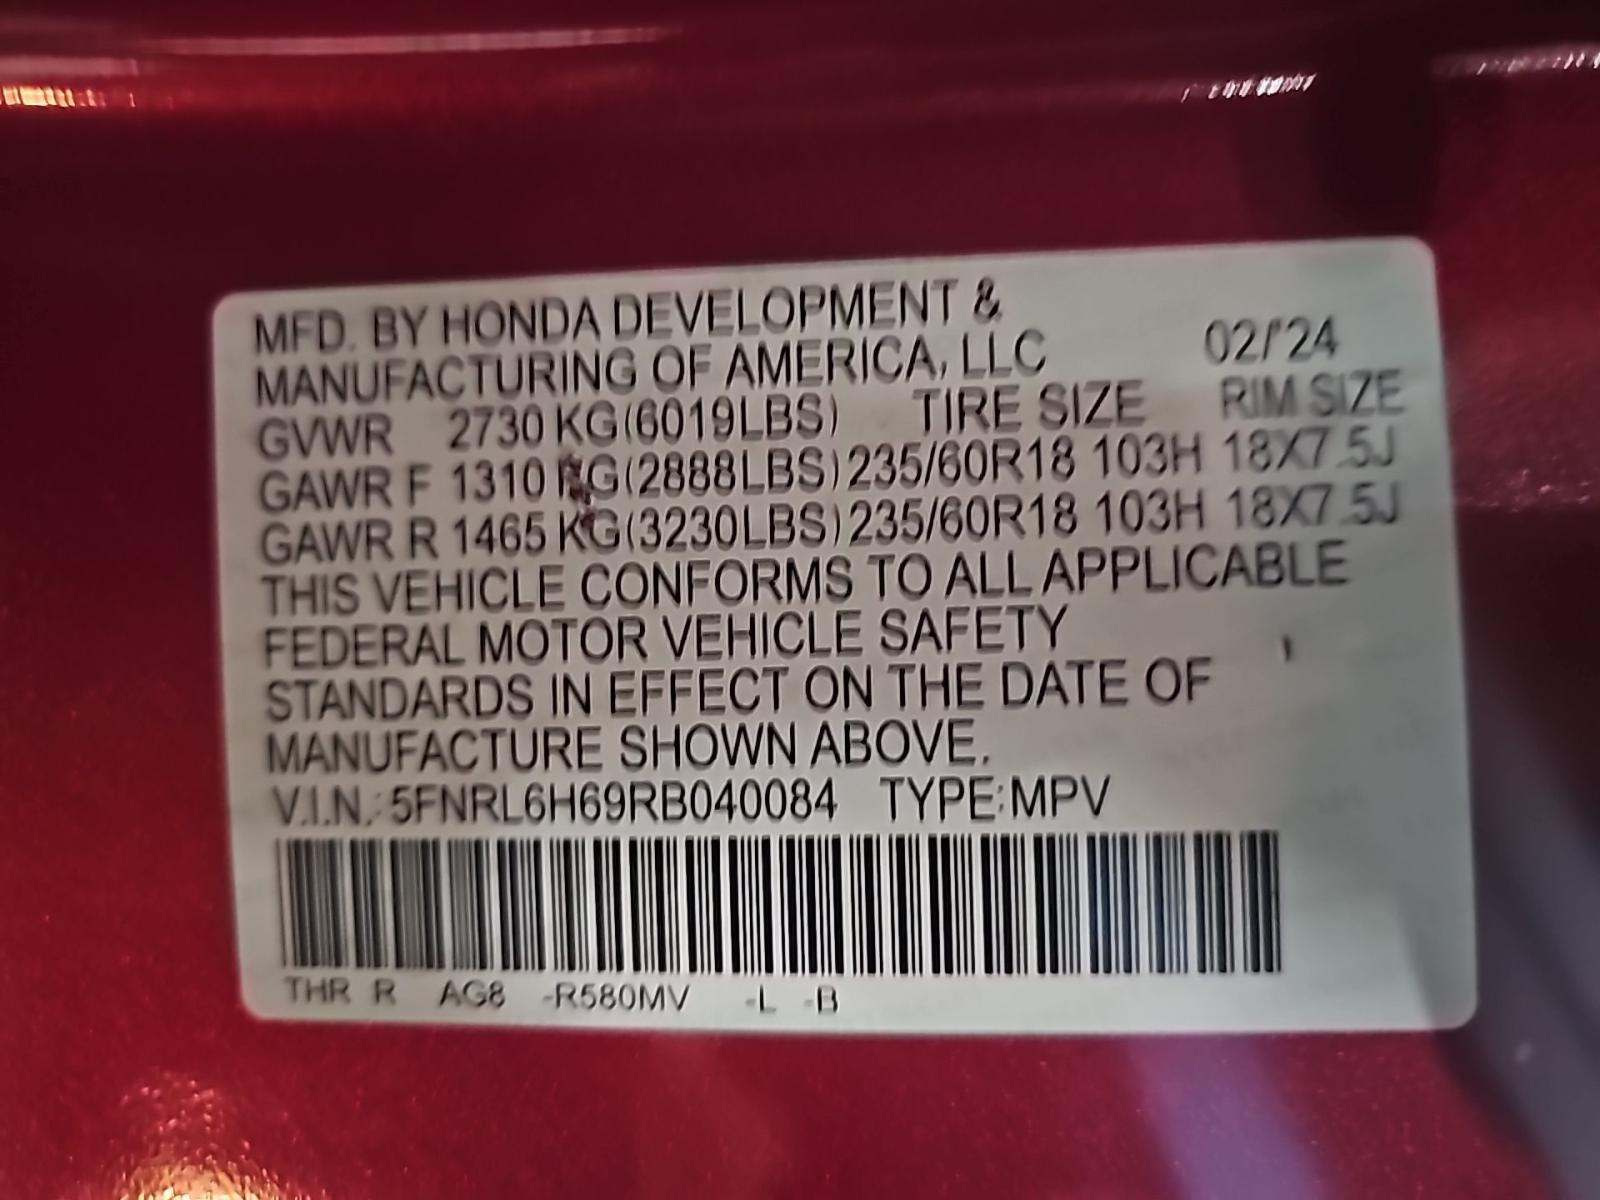 MFD. BY HONDA DEVELOPMENT &
MANUFACTURING OF AMERICA, LLC 02/'24
GVWR 2730 KG(6019LBS) TIRE SIZE RIM SIZE
GAWR F 1310 KG(2888LBS)235/60R18 103H 18X7.5J
GAWR R 1465 KG(3230LBS)235/60R18 103H 18X7.5J
THIS VEHICLE CONFORMS TO ALL APPLICABLE
FEDERAL MOTOR VEHICLE SAFETY
STANDARDS IN EFFECT ON THE DATE OF
MANUFACTURE SHOWN ABOVE.
V.I.N.: 5FNRL6H69RB040084 TYPE:MPV
THR R AG8 -R580MV -L -B